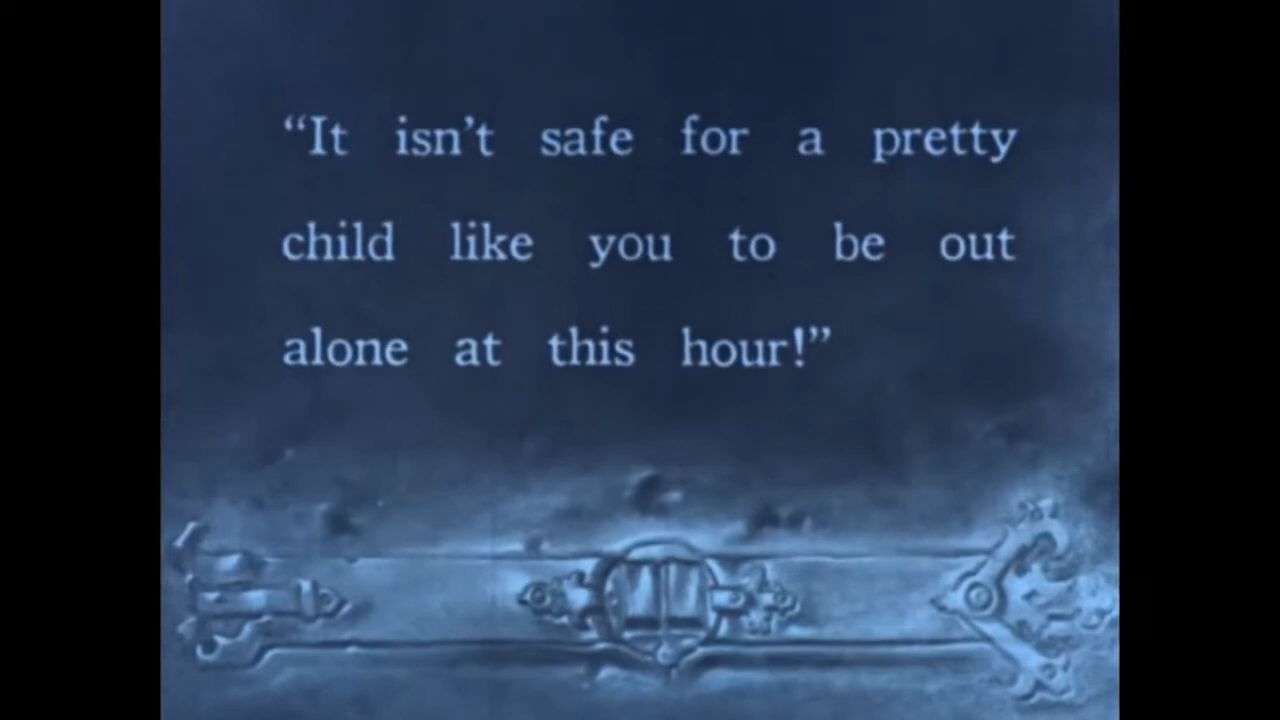 “It isn’t safe for a pretty
child like you to be out
alone at this hour!”